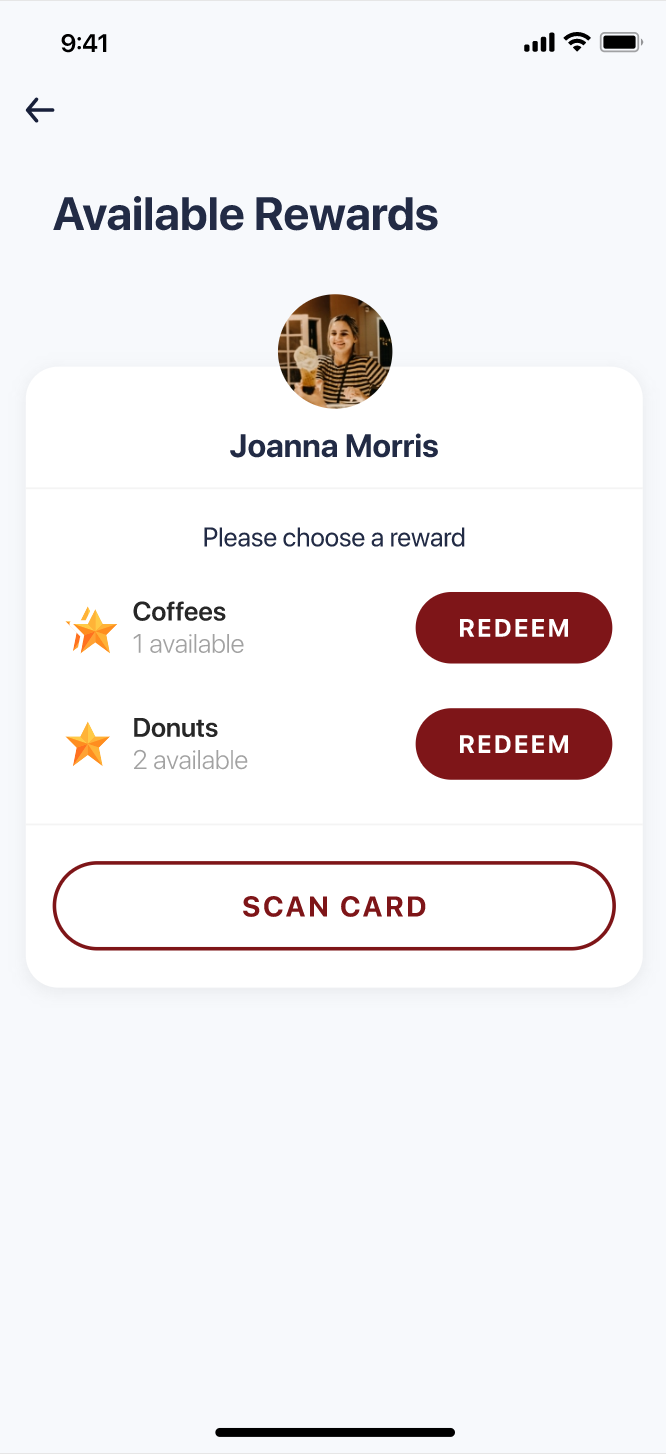 9:41
Available Rewards
Joanna Morris
Please choose a reward
Coffees
1 available
REDEEM
Donuts
2 available
REDEEM
SCAN CARD